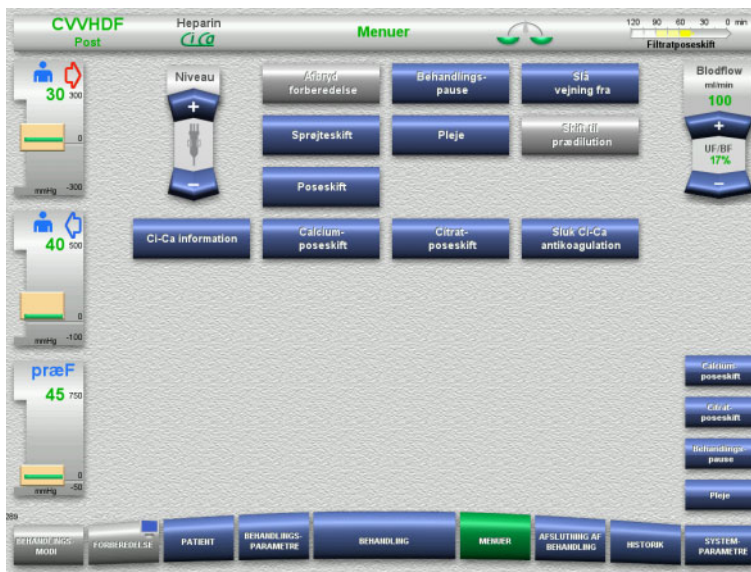 CVVHDF
Post
Heparin
CiCa
Menuer
120 90 60 30 0 min
Filtratposeskift
30 300
0
mmHg -300
40 500
0
mmHg -100
præF
45 750
0
mmHg -50
Niveau
+
−
Afbryd
forberedelse
Behandlings-
pause
Slå
vejning fra
Sprøjteskift
Pleje
Skift til
prædilution
Poseskift
Ci-Ca information
Calcium-
poseskift
Citrat-
poseskift
Sluk Ci-Ca
antikoagulation
Blodflow
ml/min
100
+
UF/BF
17%
−
Calcium-
poseskift
Citrat-
poseskift
Behandlings-
pause
Pleje
269
BEHANDLINGS-
MODI
FORBEREDELSE
PATIENT
BEHANDLINGS-
PARAMETRE
BEHANDLING
MENUER
AFSLUTNING AF
BEHANDLING
HISTORIK
SYSTEM-
PARAMETRE